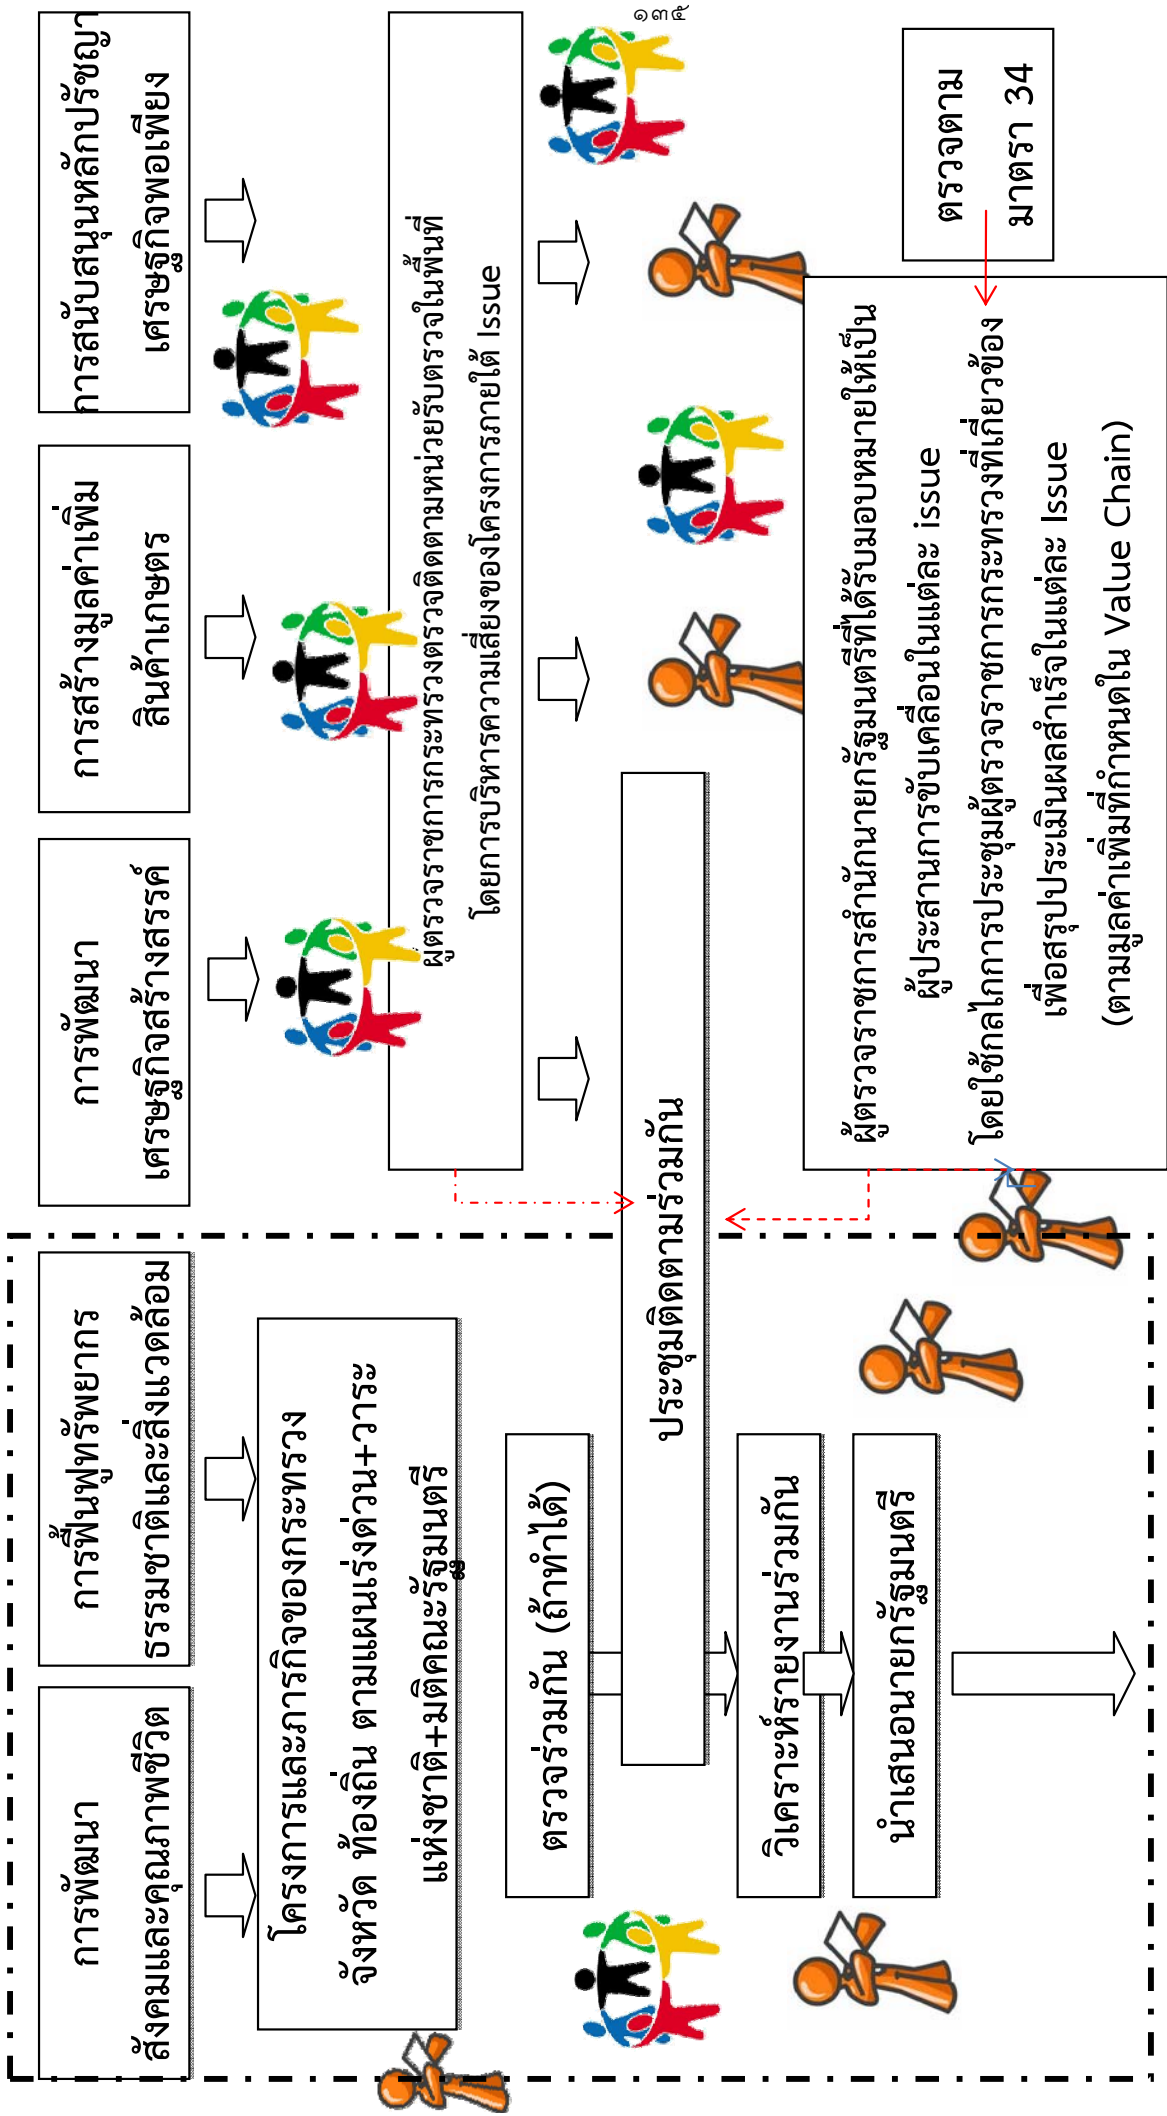 ๑๓๕
การพัฒนา
สังคมและคุณภาพชีวิต
การฟื้นฟูทรัพยากร
ธรรมชาติและสิ่งแวดล้อม
การพัฒนา
เศรษฐกิจสร้างสรรค์
การสร้างมูลค่าเพิ่ม
สินค้าเกษตร
การสนับสนุนหลักปรัชญา
เศรษฐกิจพอเพียง
โครงการและภารกิจของกระทรวง
จังหวัด ท้องถิ่น ตามแผนเร่งด่วน+วาระ
แห่งชาติ+มติคณะรัฐมนตรี
ผู้ตรวจราชการกระทรวงตรวจติดตามหน่วยรับตรวจในพื้นที่
โดยการบริหารความเสี่ยงของโครงการภายใต้ Issue
ตรวจร่วมกัน (ถ้าทำได้)
ประชุมติดตามร่วมกัน
วิเคราะห์รายงานร่วมกัน
นำเสนอนายกรัฐมนตรี
ผู้ตรวจราชการสำนักนายกรัฐมนตรีที่ได้รับมอบหมายให้เป็น
ผู้ประสานการขับเคลื่อนในแต่ละ issue
โดยใช้กลไกการประชุมผู้ตรวจราชการกระทรวงที่เกี่ยวข้อง
เพื่อสรุปประเมินผลสำเร็จในแต่ละ Issue
(ตามมูลค่าเพิ่มที่กำหนดใน Value Chain)
ตรวจตาม
มาตรา 34